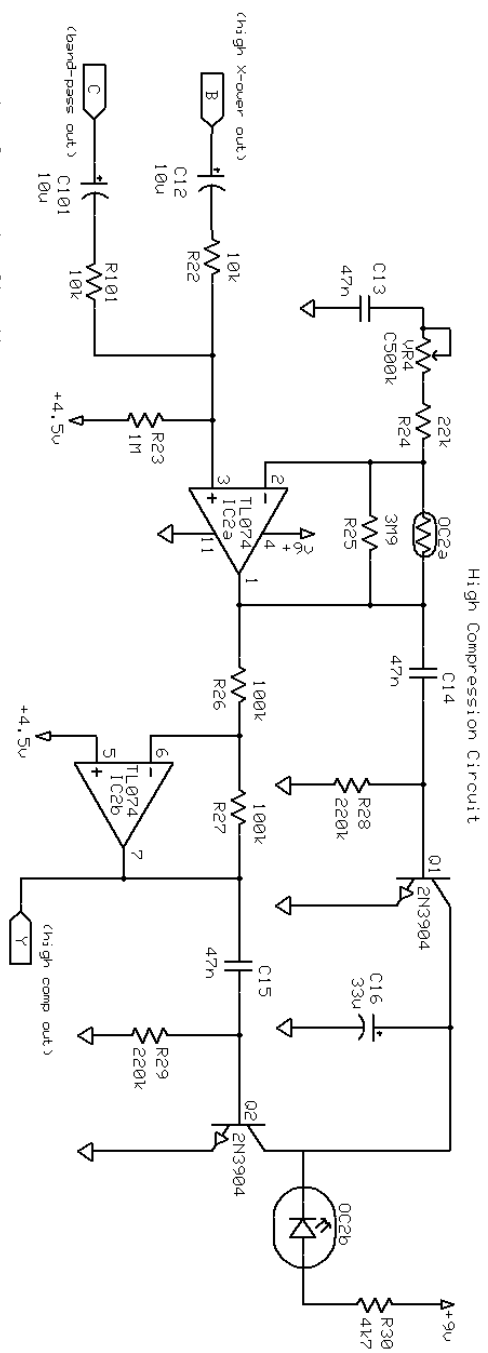 High Compression Circuit
C13
47n
VR4
C500k
22k
R24
OC2a
3M9
R25
C14
47n
R28
220k
Q1
2N3904
C16
33u
+
OC2b
+9v
R30
4k7
(high X-over out)
B
+
C12
10u
10k
R22
(band-pass out)
C
+
C101
10u
R101
10k
+4.5v
R23
1M
2
3
-
+
TL074
IC2a
4
11
+9v
1
100k
R26
100k
R27
+4.5v
6
5
-
+
TL074
IC2b
7
Y
(high comp out)
C15
47n
R29
220k
Q2
2N3904